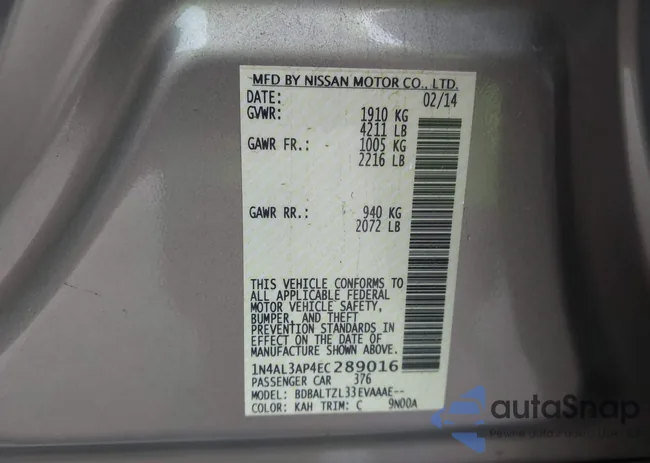 MFD BY NISSAN MOTOR CO., LTD.
DATE: 02/14
GVWR: 1910 KG
4211 LB
GAWR FR.: 1005 KG
2216 LB
GAWR RR.: 940 KG
2072 LB
THIS VEHICLE CONFORMS TO
ALL APPLICABLE FEDERAL
MOTOR VEHICLE SAFETY,
BUMPER, AND THEFT
PREVENTION STANDARDS IN
EFFECT ON THE DATE OF
MANUFACTURE SHOWN ABOVE.
1N4AL3AP4EC289016
PASSENGER CAR 376
MODEL: BDBALTZL33EVAAAE--
COLOR: KAH TRIM: C 9N00A
autoSnap